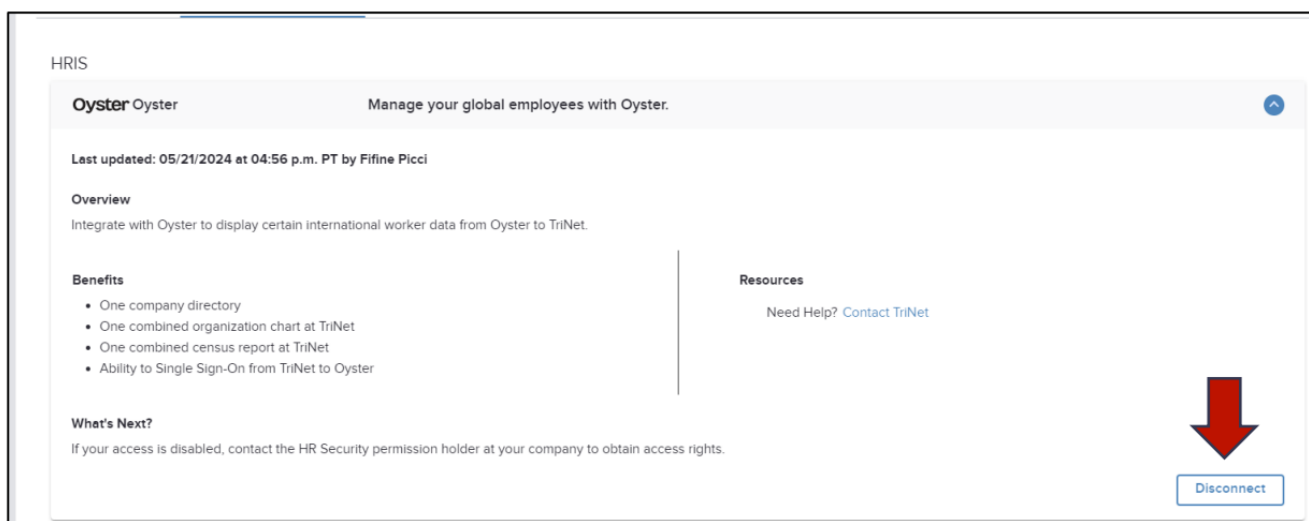 HRIS
Oyster Oyster Manage your global employees with Oyster.
Last updated: 05/21/2024 at 04:56 p.m. PT by Fifine Picci
Overview
Integrate with Oyster to display certain international worker data from Oyster to TriNet.
Benefits
• One company directory
• One combined organization chart at TriNet
• One combined census report at TriNet
• Ability to Single Sign-On from TriNet to Oyster
Resources
Need Help? Contact TriNet
What's Next?
If your access is disabled, contact the HR Security permission holder at your company to obtain access rights.
Disconnect